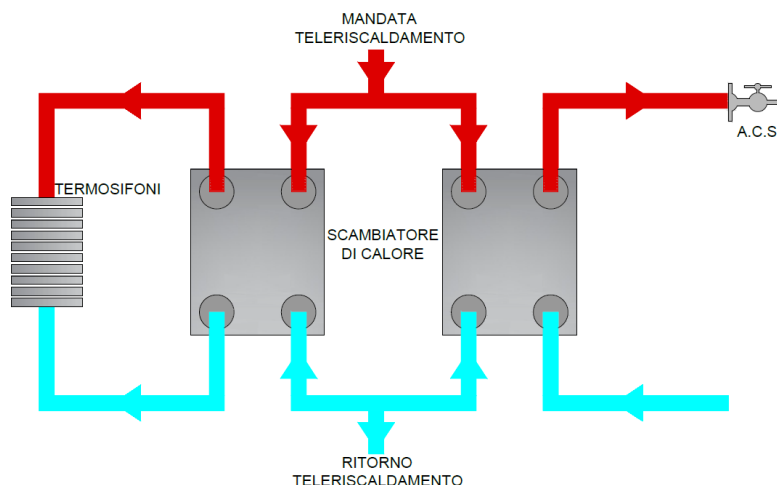 MANDATA
TELERISCALDAMENTO
A.C.S
TERMOSIFONI
SCAMBIATORE
DI CALORE
RITORNO
TELERISCALDAMENTO